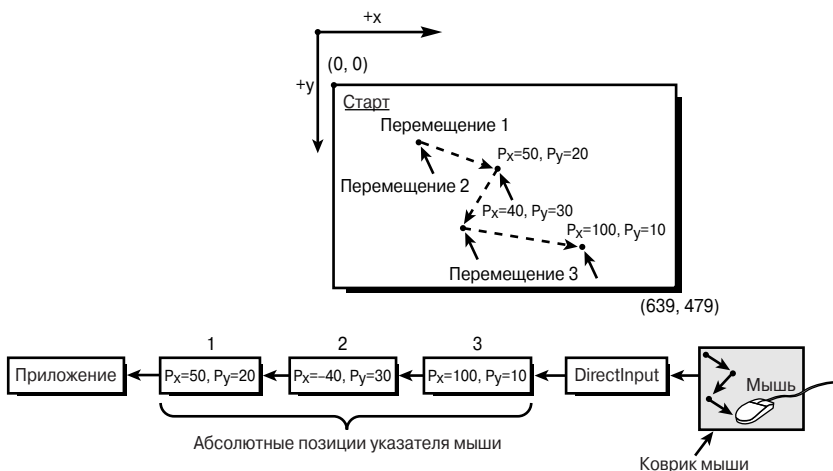 +x
(0, 0)
+y
Старт
Перемещение 1
Px=50, Py=20
Перемещение 2
Px=40, Py=30
Px=100, Py=10
Перемещение 3
(639, 479)
1
2
3
Приложение
Px=50, Py=20
Px=–40, Py=30
Px=100, Py=10
DirectInput
Мышь
Абсолютные позиции указателя мыши
Коврик мыши